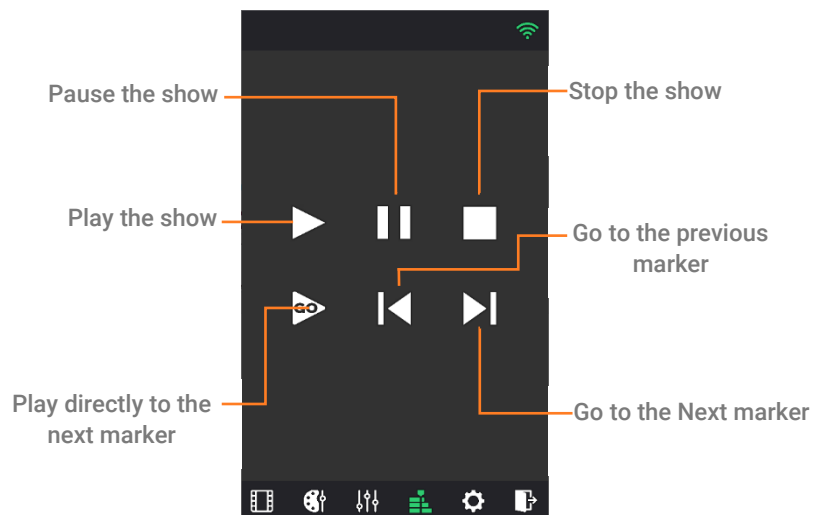 Pause the show
Stop the show
Play the show
Go to the previous
marker
GO
Play directly to the
next marker
Go to the Next marker